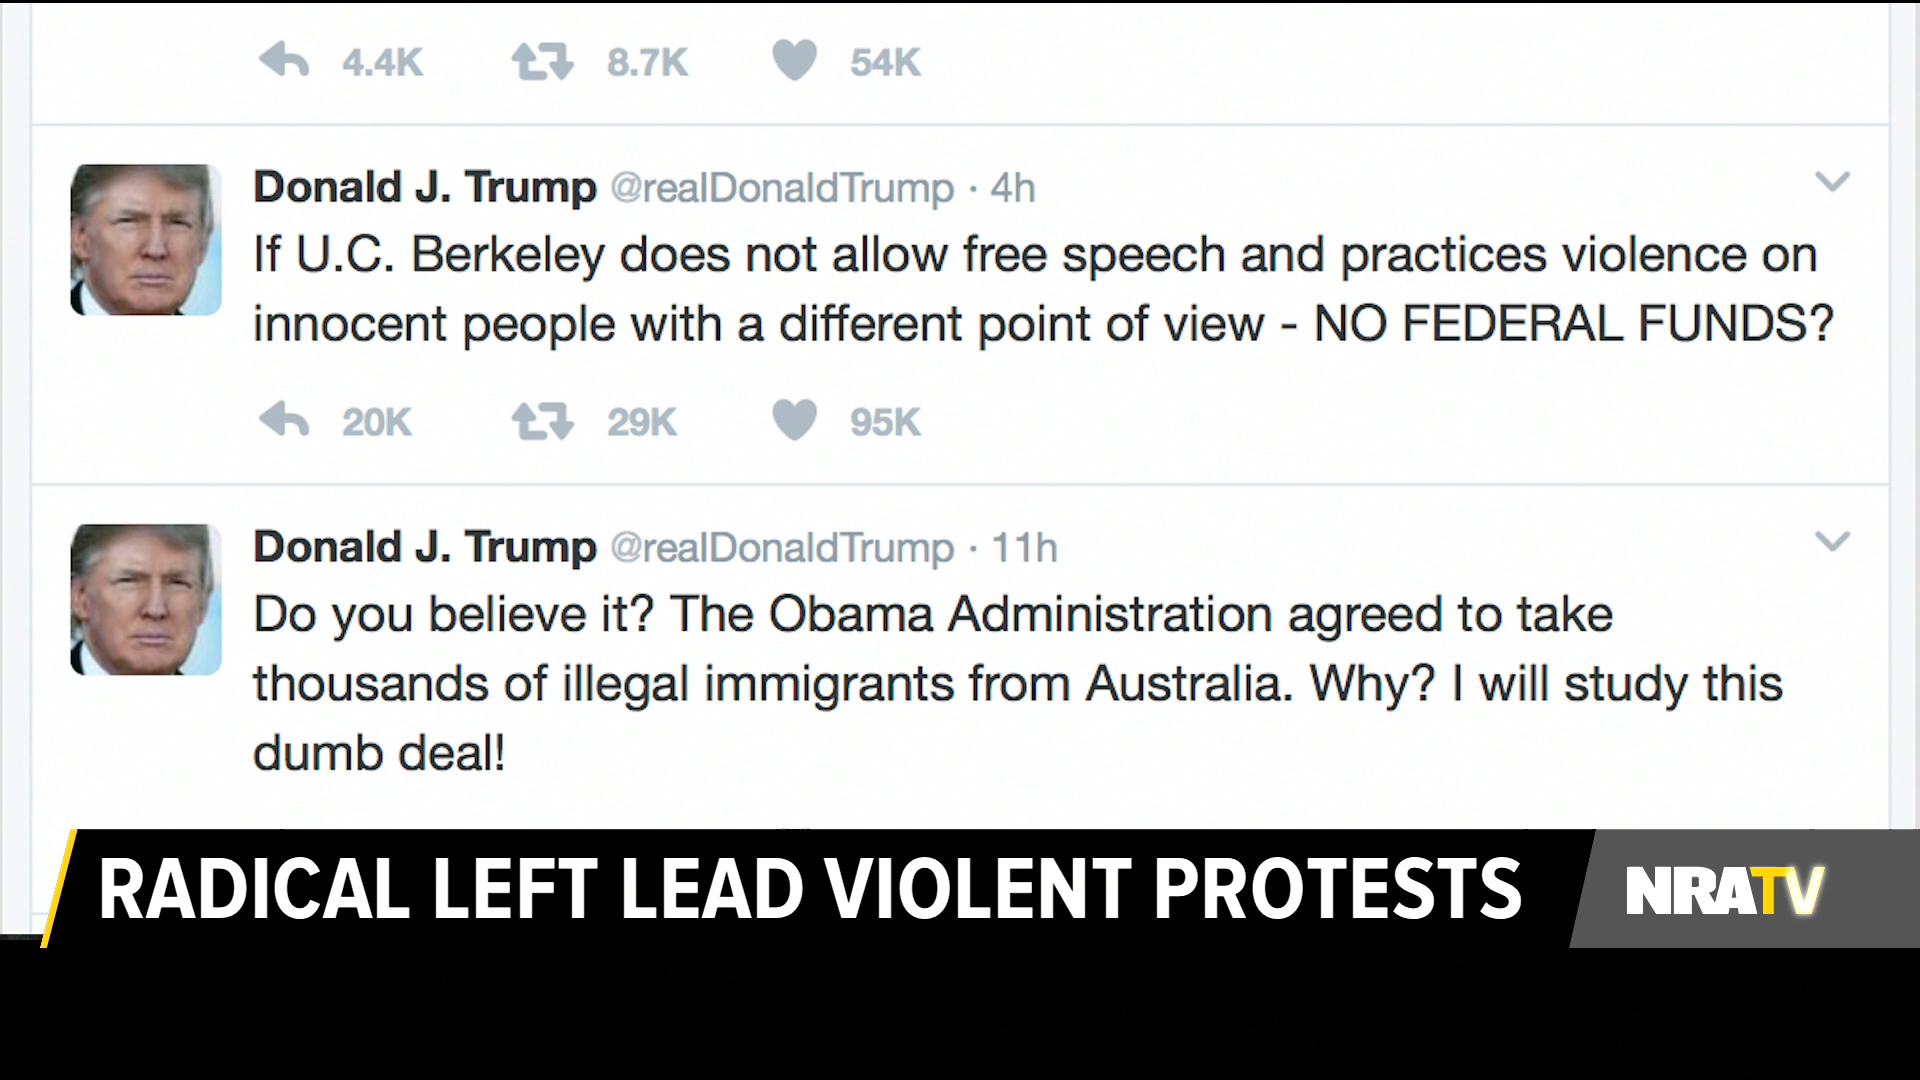 4.4K 8.7K 54K
Donald J. Trump @realDonaldTrump · 4h
If U.C. Berkeley does not allow free speech and practices violence on
innocent people with a different point of view - NO FEDERAL FUNDS?
20K 29K 95K
Donald J. Trump @realDonaldTrump · 11h
Do you believe it? The Obama Administration agreed to take
thousands of illegal immigrants from Australia. Why? I will study this
dumb deal!
RADICAL LEFT LEAD VIOLENT PROTESTS
NRATV